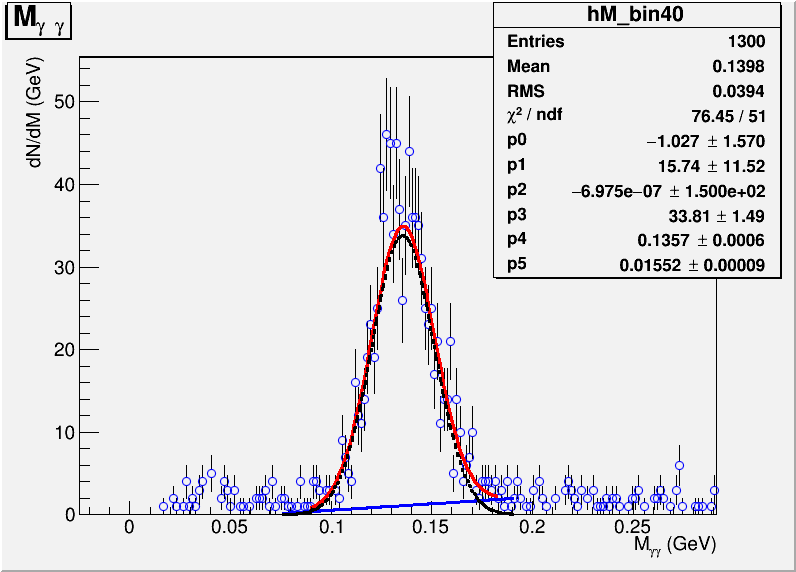 Mγ γ
hM_bin40
Entries 1300
Mean 0.1398
RMS 0.0394
χ² / ndf 76.45 / 51
p0 −1.027 ± 1.570
p1 15.74 ± 11.52
p2 −6.975e−07 ± 1.500e+02
p3 33.81 ± 1.49
p4 0.1357 ± 0.0006
p5 0.01552 ± 0.00009
dN/dM (GeV)
50
40
30
20
10
0
0 0.05 0.1 0.15 0.2 0.25
Mγγ (GeV)